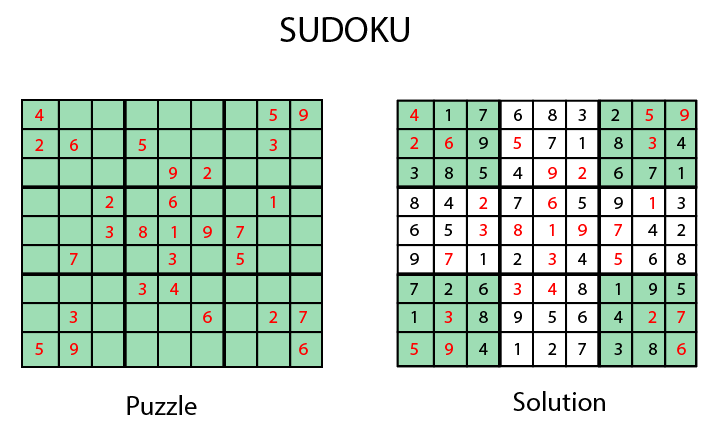 SUDOKU
4 5 9
2 6 5 3
9 2
2 6 1
3 8 1 9 7
7 3 5
3 4
3 6 2 7
5 9 6
Puzzle
4 1 7 6 8 3 2 5 9
2 6 9 5 7 1 8 3 4
3 8 5 4 9 2 6 7 1
8 4 2 7 6 5 9 1 3
6 5 3 8 1 9 7 4 2
9 7 1 2 3 4 5 6 8
7 2 6 3 4 8 1 9 5
1 3 8 9 5 6 4 2 7
5 9 4 1 2 7 3 8 6
Solution